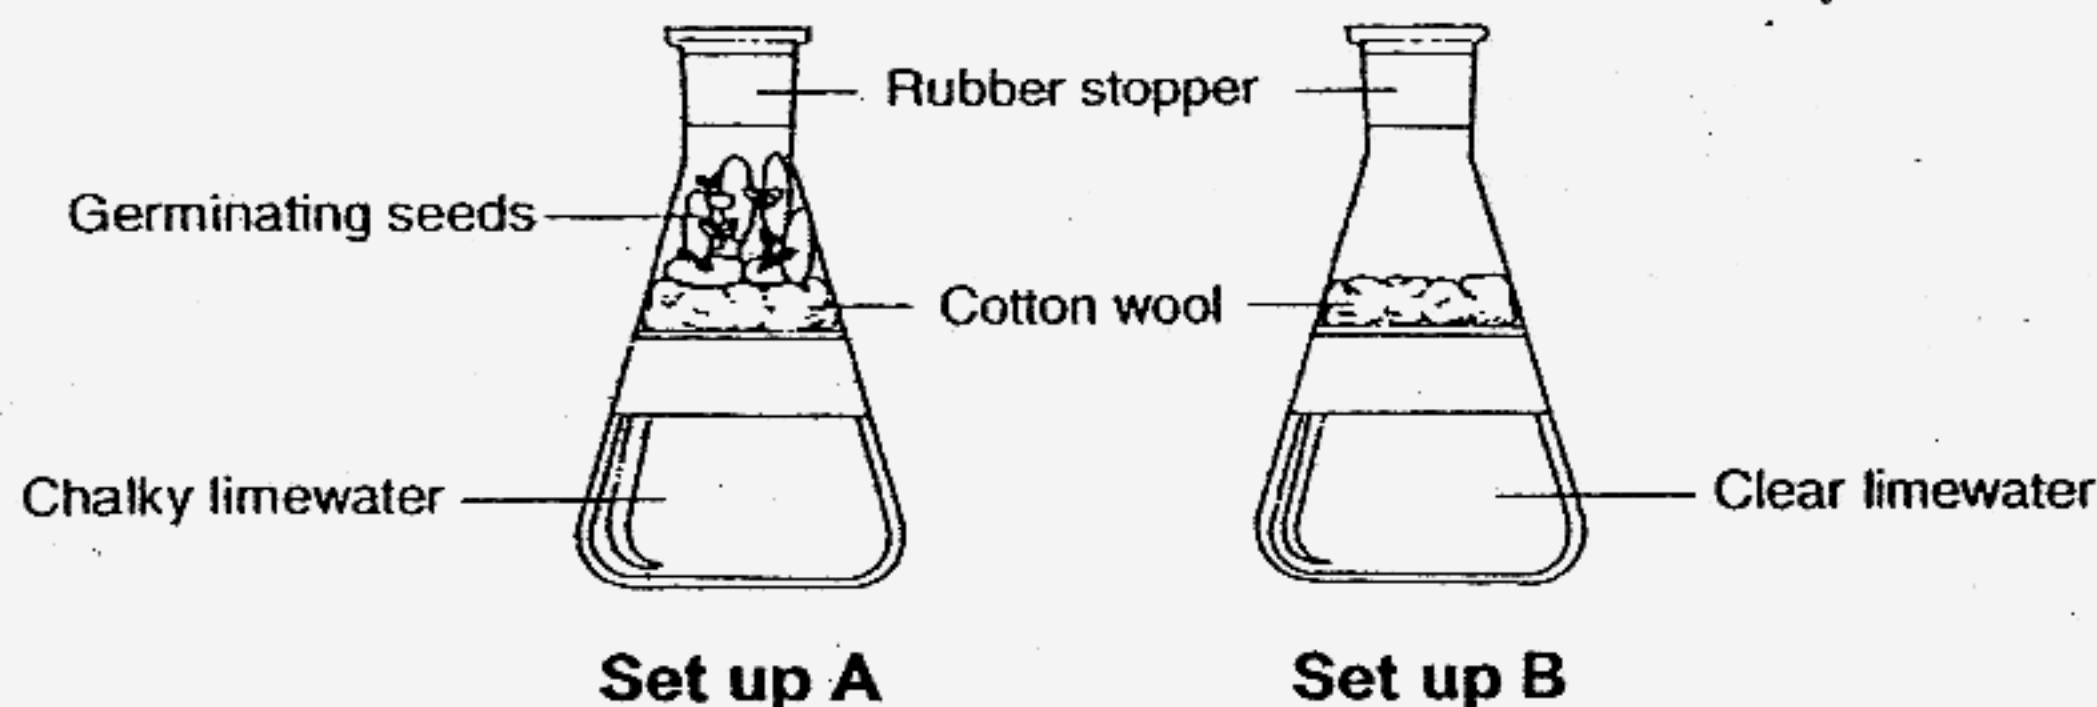 Rubber stopper
Germinating seeds
Cotton wool
Chalky limewater
Clear limewater
Set up A
Set up B